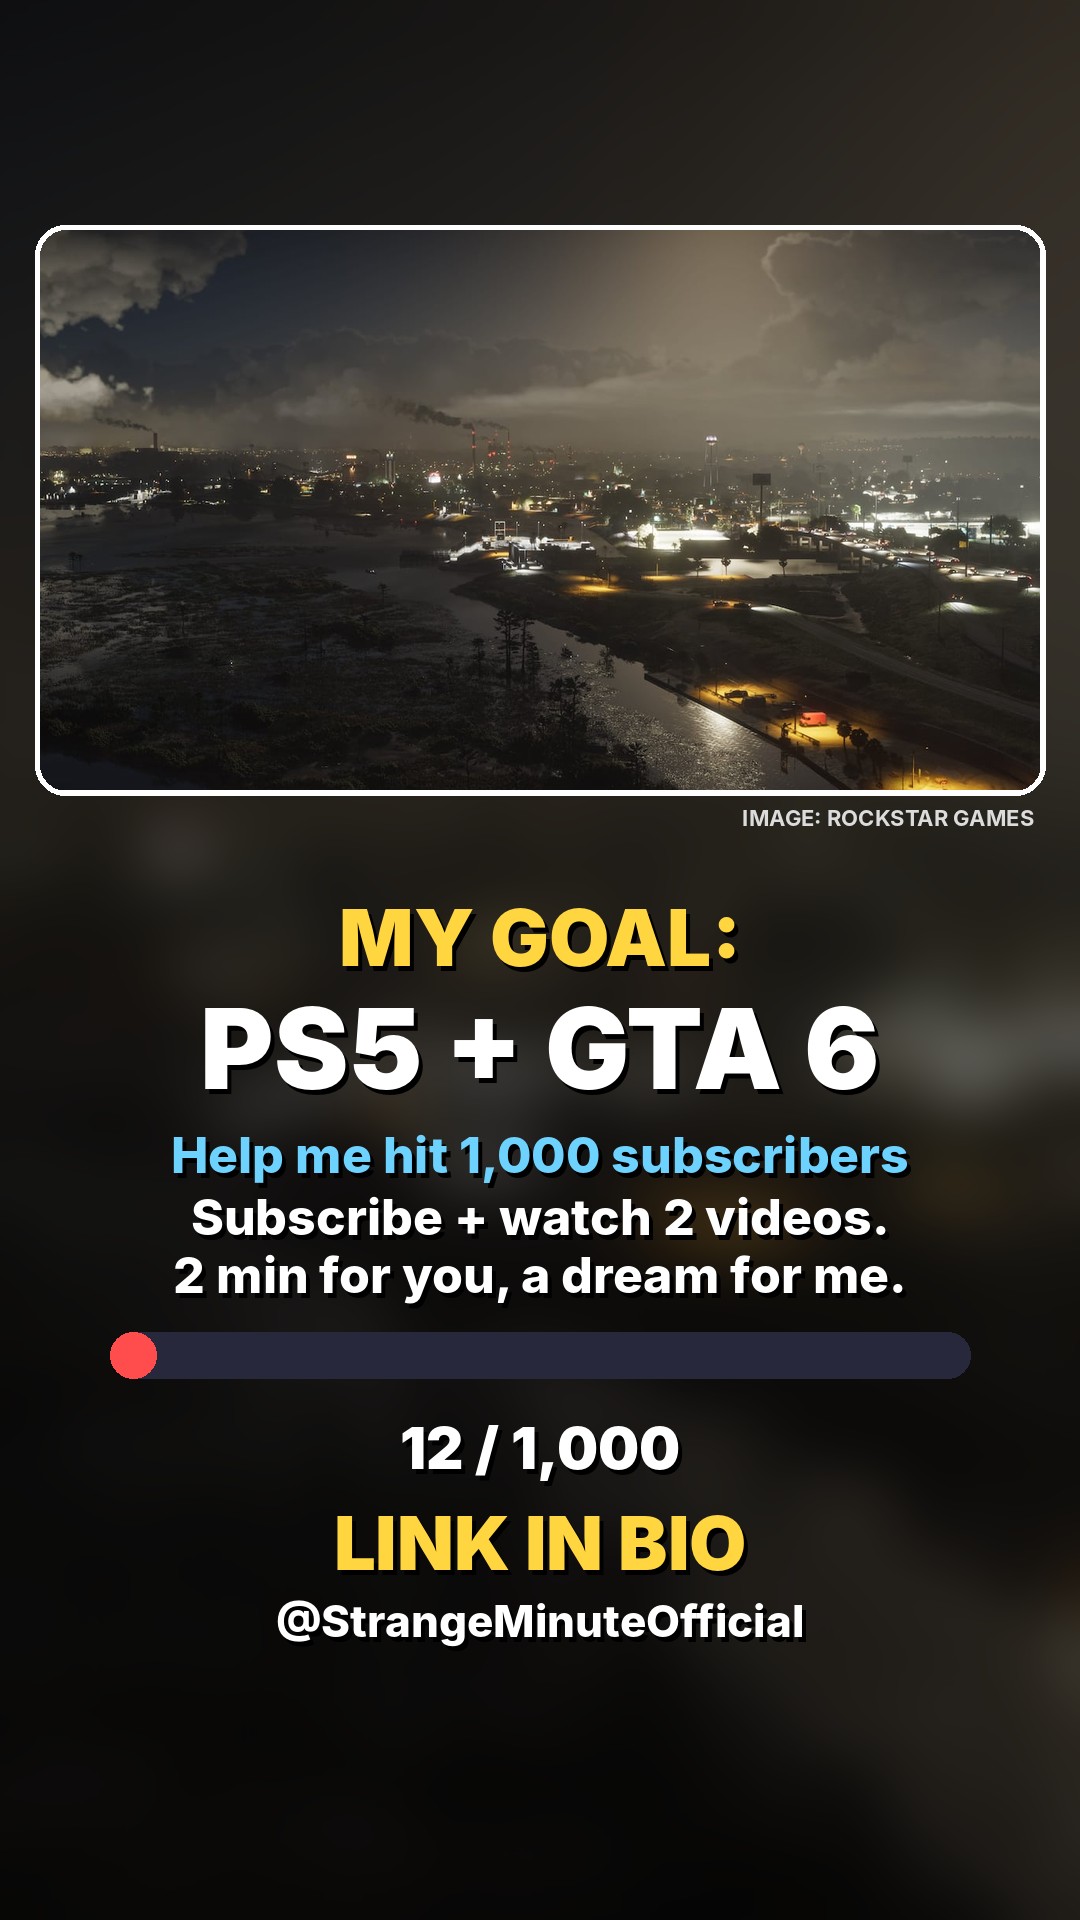 IMAGE: ROCKSTAR GAMES
MY GOAL:
PS5 + GTA 6
Help me hit 1,000 subscribers
Subscribe + watch 2 videos.
2 min for you, a dream for me.
12 / 1,000
LINK IN BIO
@StrangeMinuteOfficial